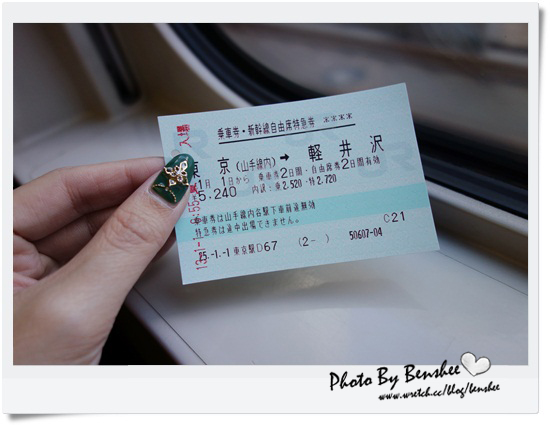 乗車券・新幹線自由席特急券 ****
東京(山手線内)→軽井沢
1月1日から 乗車券2日間・自由席2日間有効
5.240 内訳:乗2.520・特2.720
乗車券は山手線内各駅下車前途無効
特急券は途中出場できません。
25.-1.-1 東京駅D67 (2- ) 50607-04 C21
入場
Photo By Benshee
www.wretch.cc/blog/benshee